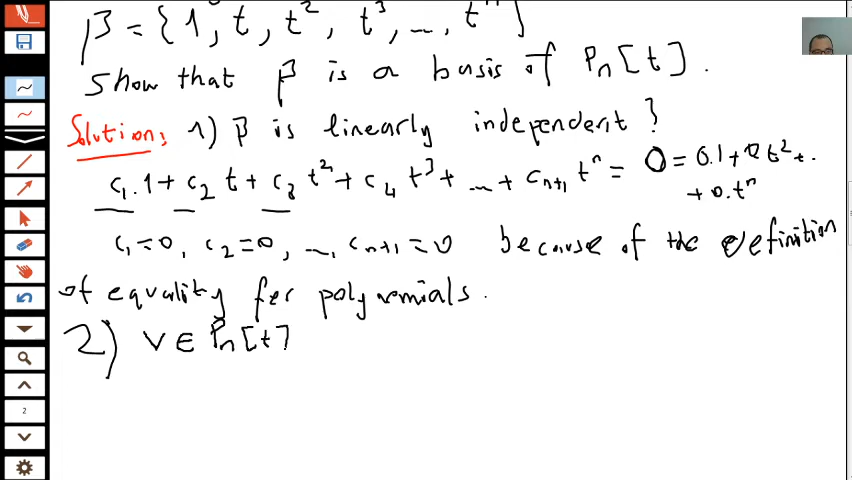 β = {1, t, t², t³, ..., tⁿ}
Show that β is a basis of Pₙ[t].
Solution: 1) β is linearly independent?
c₁.1 + c₂ t + c₃ t² + c₄ t³ + ... + cₙ₊₁ tⁿ = 0 = 0.1 + 0 t² + .
+ 0.tⁿ
c₁ = 0, c₂ = 0, ..., cₙ₊₁ = 0 because of the definition
of equality for polynomials.
2) v ∈ Pₙ[t]
2